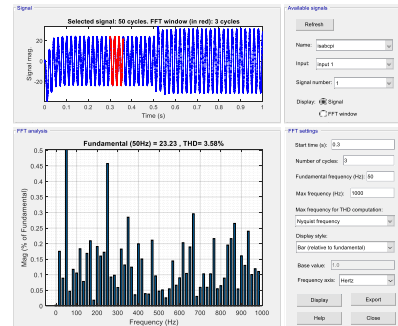 Signal
Selected signal: 50 cycles. FFT window (in red): 3 cycles
20
0
-20
Signal mag.
0 0.1 0.2 0.3 0.4 0.5 0.6 0.7 0.8 0.9 1
Time (s)
FFT analysis
Fundamental (50Hz) = 23.23 , THD= 3.58%
0.5
0.45
0.4
0.35
0.3
0.25
0.2
0.15
0.1
0.05
0
Mag (% of Fundamental)
0 100 200 300 400 500 600 700 800 900 1000
Frequency (Hz)
Available signals
Refresh
Name: Isabcpi
Input: input 1
Signal number: 1
Display: Signal
FFT window
FFT settings
Start time (s): 0.3
Number of cycles: 3
Fundamental frequency (Hz): 50
Max frequency (Hz): 1000
Max frequency for THD computation:
Nyquist frequency
Display style:
Bar (relative to fundamental)
Base value: 1.0
Frequency axis: Hertz
Display Export
Help Close